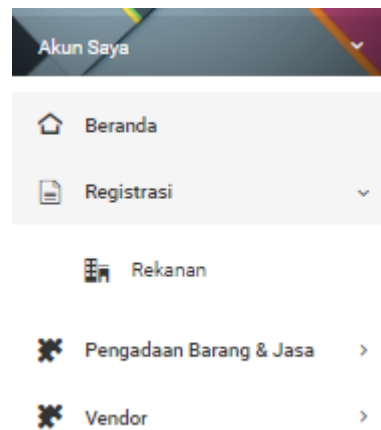 Akun Saya
Beranda
Registrasi
Rekanan
Pengadaan Barang & Jasa
Vendor